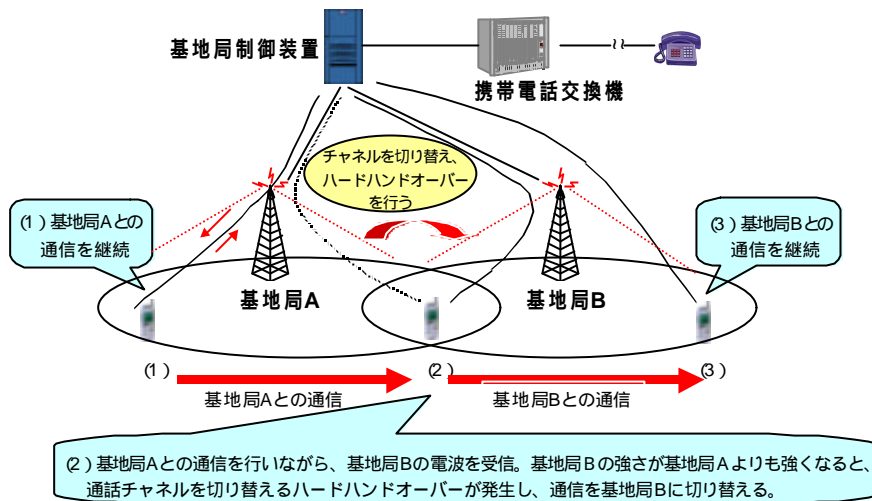 基地局制御装置
携帯電話交換機
チャネルを切り替え、
ハードハンドオーバー
を行う
(1)基地局Aとの
通信を継続
(3)基地局Bとの
通信を継続
基地局A
基地局B
(1)
(2)
(3)
基地局Aとの通信
基地局Bとの通信
(2)基地局Aとの通信を行いながら、基地局Bの電波を受信。基地局Bの強さが基地局Aよりも強くなると、
通話チャネルを切り替えるハードハンドオーバーが発生し、通信を基地局Bに切り替える。